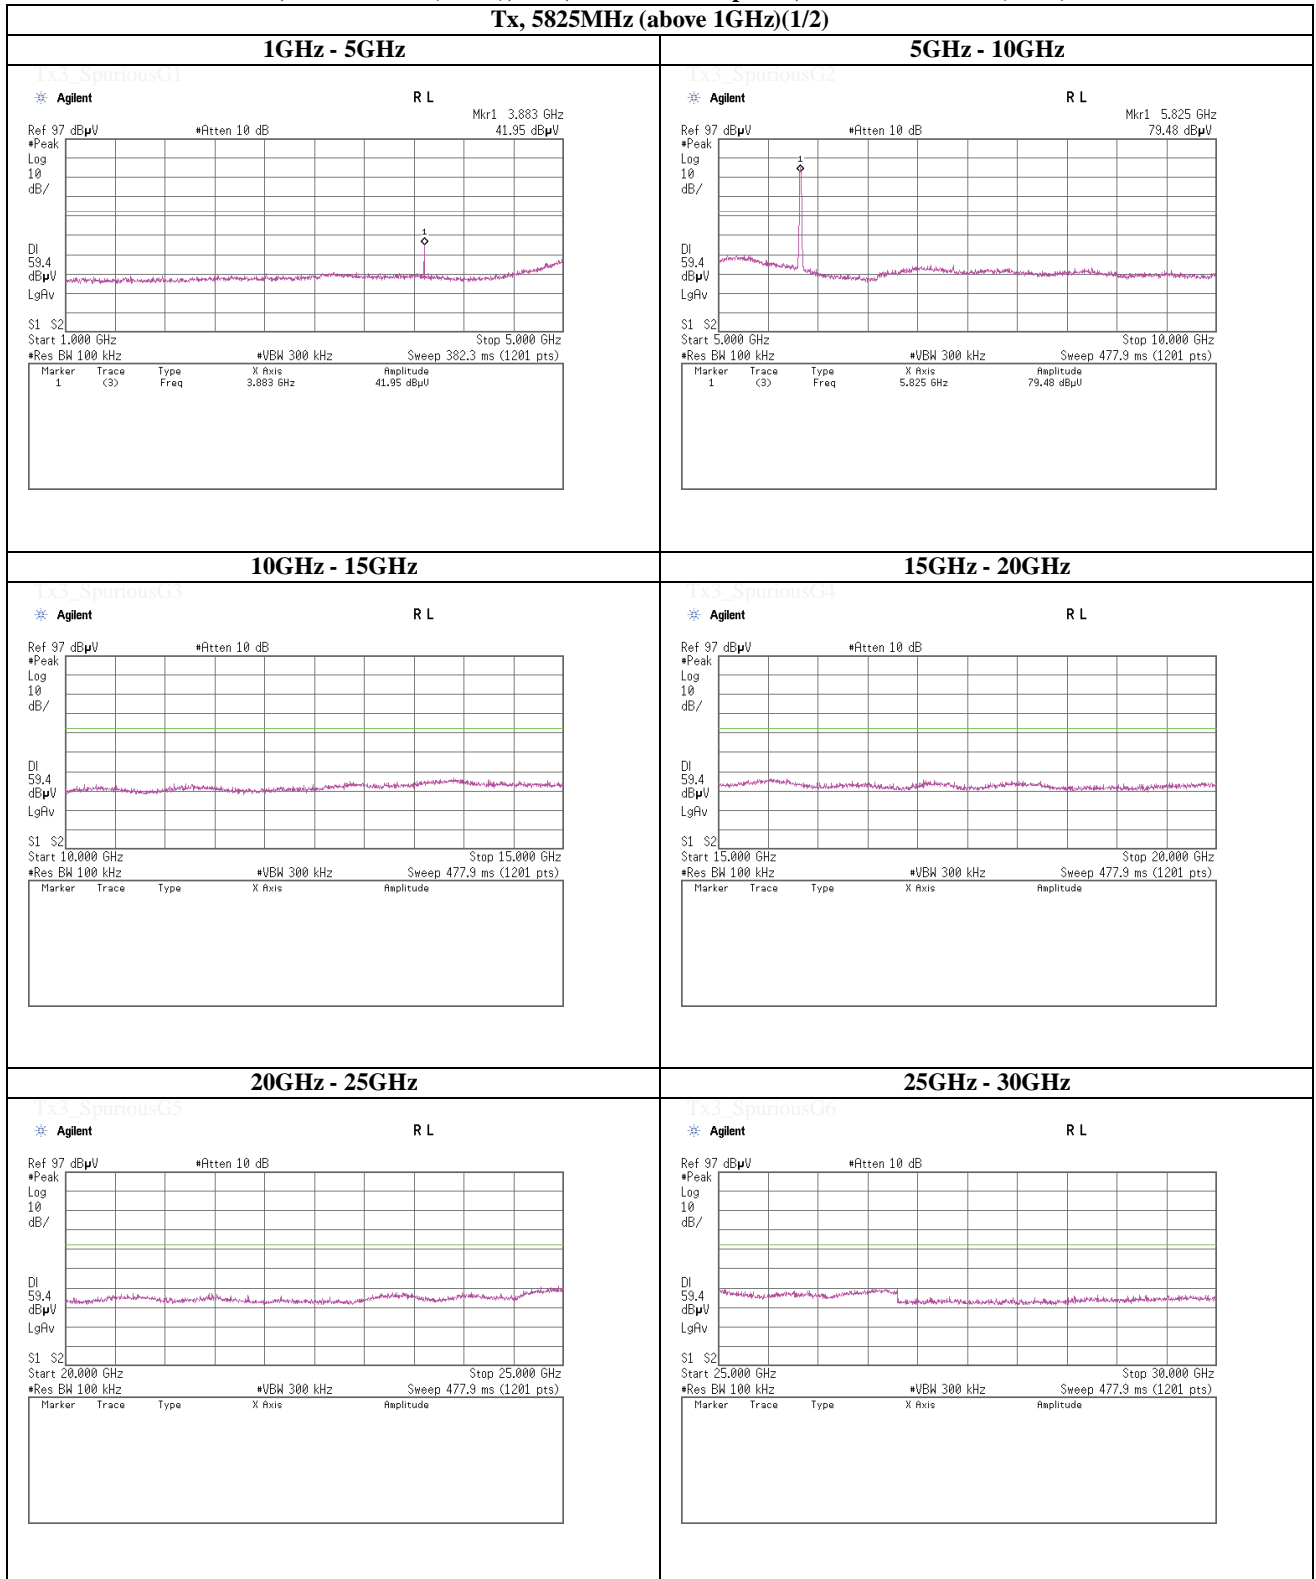 Tx, 5825MHz (above 1GHz)(1/2)
1GHz - 5GHz
5GHz - 10GHz
Tx3_SpuriousG1
Agilent
R L
Mkr1 3.883 GHz
Ref 97 dBµV
#Atten 10 dB
41.95 dBµV
#Peak
Log
10
dB/
1
DI
59.4
dBµV
LgAv
S1 S2
Start 1.000 GHz
Stop 5.000 GHz
#Res BW 100 kHz
#VBW 300 kHz
Sweep 382.3 ms (1201 pts)
Marker Trace Type X Axis Amplitude
1 (3) Freq 3.883 GHz 41.95 dBµV
Tx3_SpuriousG2
Agilent
R L
Mkr1 5.825 GHz
Ref 97 dBµV
#Atten 10 dB
79.48 dBµV
#Peak
Log
10
dB/
1
DI
59.4
dBµV
LgAv
S1 S2
Start 5.000 GHz
Stop 10.000 GHz
#Res BW 100 kHz
#VBW 300 kHz
Sweep 477.9 ms (1201 pts)
Marker Trace Type X Axis Amplitude
1 (3) Freq 5.825 GHz 79.48 dBµV
10GHz - 15GHz
15GHz - 20GHz
Tx3_SpuriousG3
Agilent
R L
Ref 97 dBµV
#Atten 10 dB
#Peak
Log
10
dB/
DI
59.4
dBµV
LgAv
S1 S2
Start 10.000 GHz
Stop 15.000 GHz
#Res BW 100 kHz
#VBW 300 kHz
Sweep 477.9 ms (1201 pts)
Marker Trace Type X Axis Amplitude
Tx3_SpuriousG4
Agilent
R L
Ref 97 dBµV
#Atten 10 dB
#Peak
Log
10
dB/
DI
59.4
dBµV
LgAv
S1 S2
Start 15.000 GHz
Stop 20.000 GHz
#Res BW 100 kHz
#VBW 300 kHz
Sweep 477.9 ms (1201 pts)
Marker Trace Type X Axis Amplitude
20GHz - 25GHz
25GHz - 30GHz
Tx3_SpuriousG5
Agilent
R L
Ref 97 dBµV
#Atten 10 dB
#Peak
Log
10
dB/
DI
59.4
dBµV
LgAv
S1 S2
Start 20.000 GHz
Stop 25.000 GHz
#Res BW 100 kHz
#VBW 300 kHz
Sweep 477.9 ms (1201 pts)
Marker Trace Type X Axis Amplitude
Tx3_SpuriousG6
Agilent
R L
Ref 97 dBµV
#Atten 10 dB
#Peak
Log
10
dB/
DI
59.4
dBµV
LgAv
S1 S2
Start 25.000 GHz
Stop 30.000 GHz
#Res BW 100 kHz
#VBW 300 kHz
Sweep 477.9 ms (1201 pts)
Marker Trace Type X Axis Amplitude